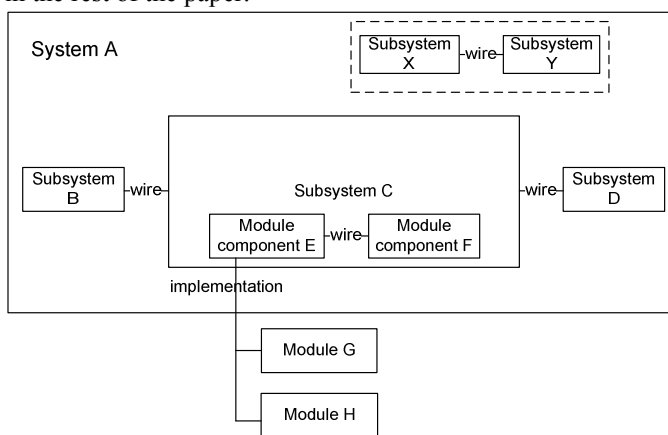 in the rest of the paper.
System A
Subsystem
X
wire
Subsystem
Y
Subsystem
B
wire
Subsystem C
wire
Subsystem
D
Module
component E
wire
Module
component F
implementation
Module G
Module H